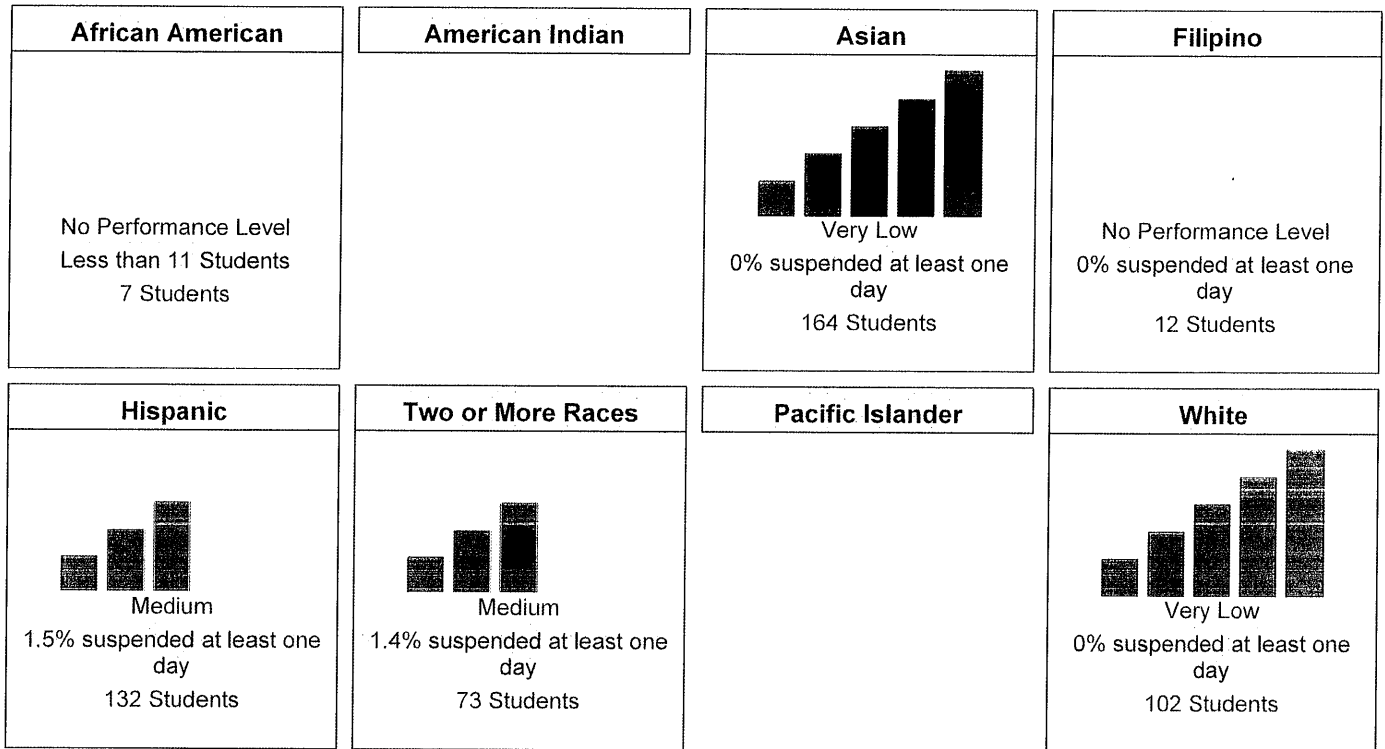 African American
No Performance Level
Less than 11 Students
7 Students
American Indian
Asian
Very Low
0% suspended at least one
day
164 Students
Filipino
No Performance Level
0% suspended at least one
day
12 Students
Hispanic
Medium
1.5% suspended at least one
day
132 Students
Two or More Races
Medium
1.4% suspended at least one
day
73 Students
Pacific Islander
White
Very Low
0% suspended at least one
day
102 Students